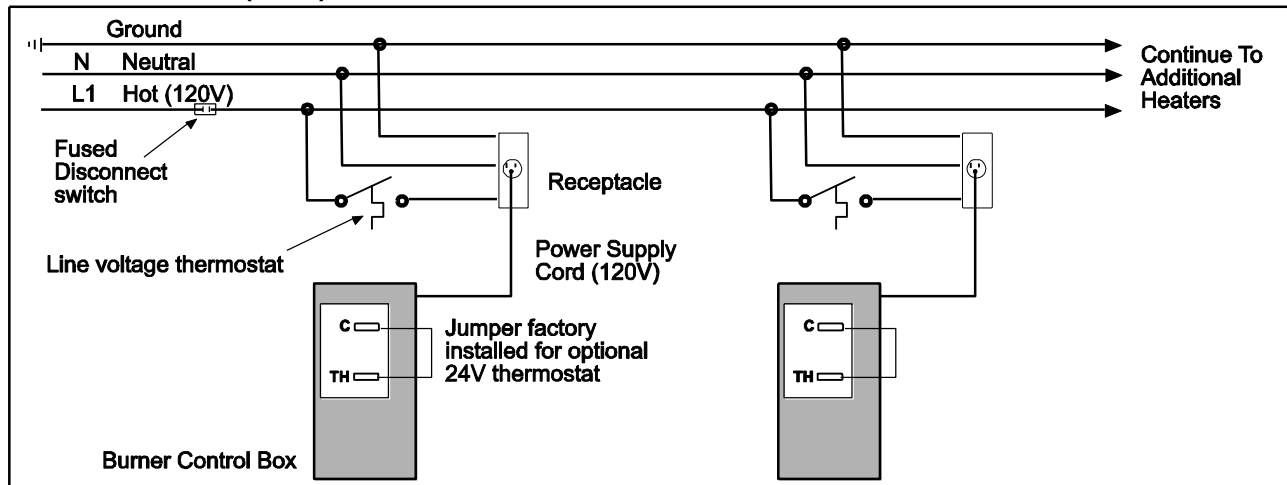 Ground
N Neutral
L1 Hot (120V)
Continue To
Additional
Heaters
Fused
Disconnect
switch
Receptacle
Line voltage thermostat
Power Supply
Cord (120V)
C
TH
Jumper factory
installed for optional
24V thermostat
Burner Control Box
C
TH